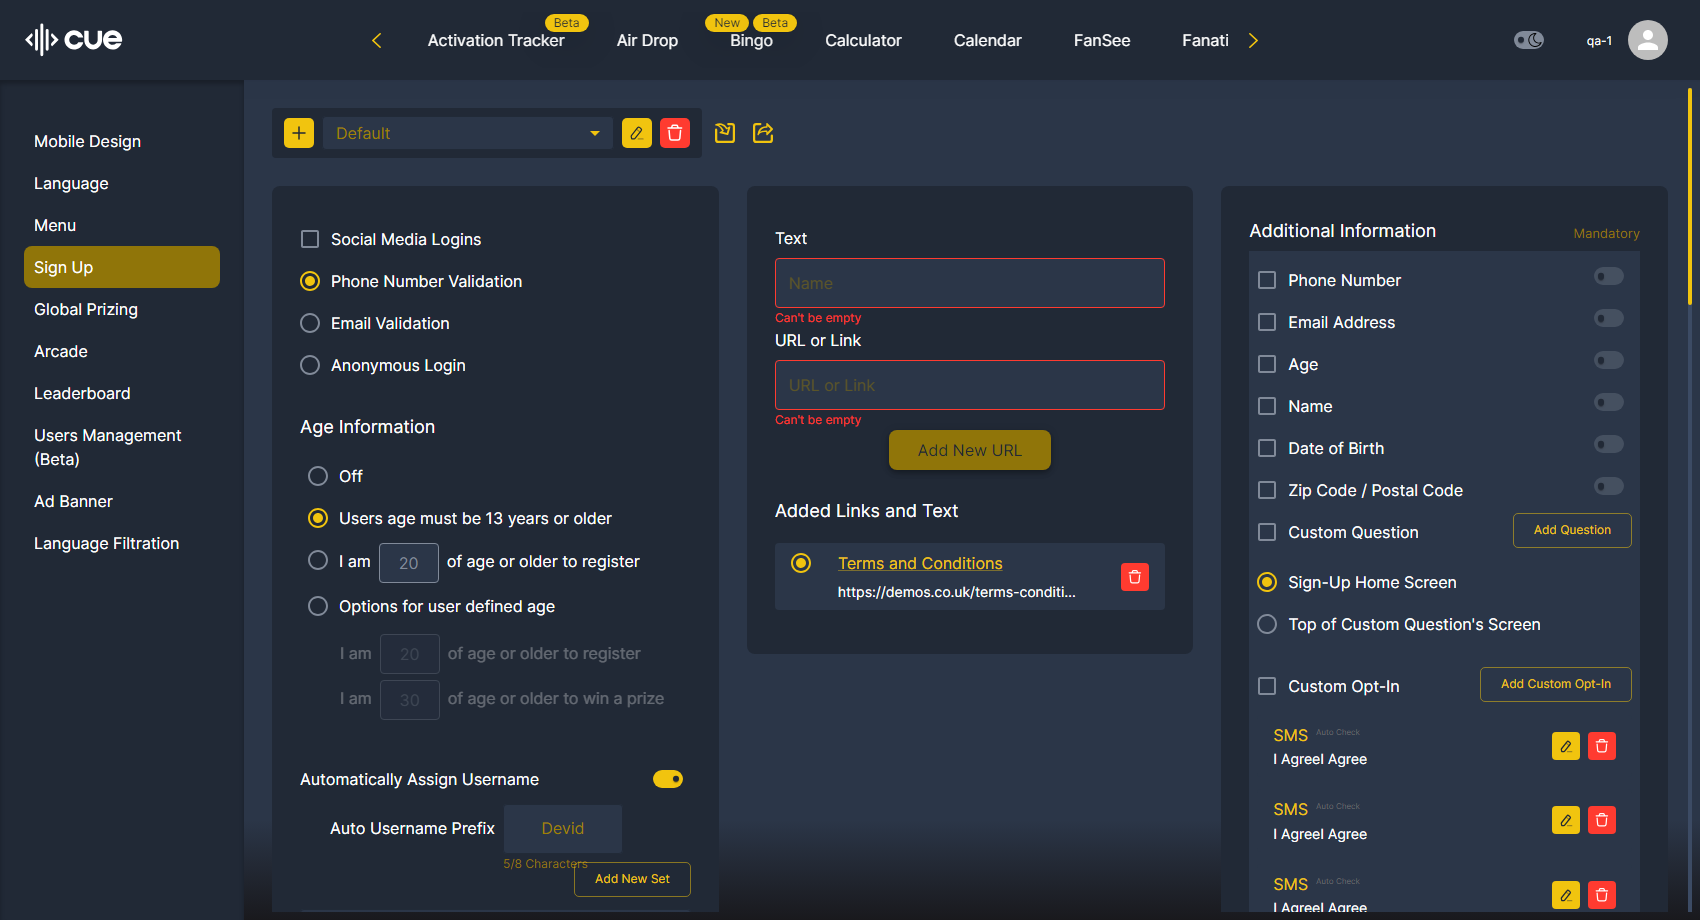 cue
Beta
New
Beta
Activation Tracker
Air Drop
Bingo
Calculator
Calendar
FanSee
Fanati
qa-1
Mobile Design
Language
Menu
Sign Up
Global Prizing
Arcade
Leaderboard
Users Management
(Beta)
Ad Banner
Language Filtration
Default
Social Media Logins
Phone Number Validation
Email Validation
Anonymous Login
Age Information
Off
Users age must be 13 years or older
I am 20 of age or older to register
Options for user defined age
I am 20 of age or older to register
I am 30 of age or older to win a prize
Automatically Assign Username
Auto Username Prefix Devid
5/8 Characters
Add New Set
Text
Name
Can't be empty
URL or Link
URL or Link
Can't be empty
Add New URL
Added Links and Text
Terms and Conditions
https://demos.co.uk/terms-conditi...
Additional Information
Mandatory
Phone Number
Email Address
Age
Name
Date of Birth
Zip Code / Postal Code
Custom Question
Add Question
Sign-Up Home Screen
Top of Custom Question's Screen
Custom Opt-In
Add Custom Opt-In
SMS Auto Check
I AgreeI Agree
SMS Auto Check
I AgreeI Agree
SMS Auto Check
I AgreeI Agree